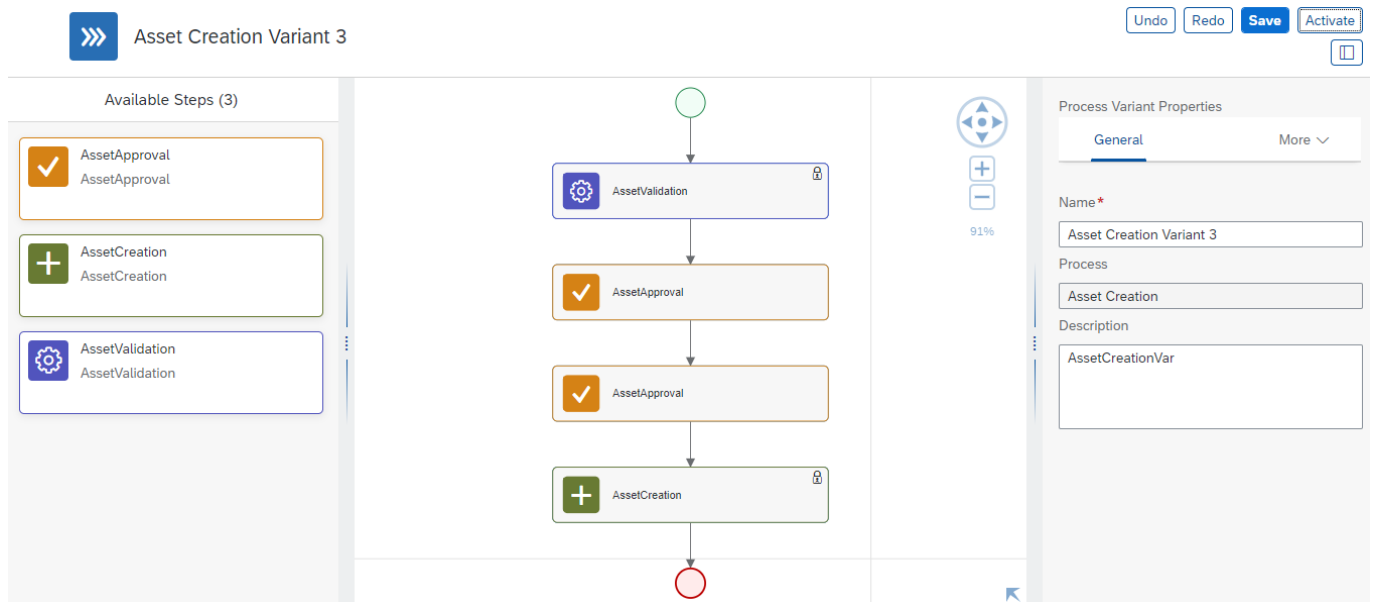 Asset Creation Variant 3
Undo
Redo
Save
Activate
Available Steps (3)
AssetApproval
AssetApproval
AssetCreation
AssetCreation
AssetValidation
AssetValidation
AssetValidation
AssetApproval
AssetApproval
AssetCreation
91%
Process Variant Properties
General
More
Name*
Asset Creation Variant 3
Process
Asset Creation
Description
AssetCreationVar